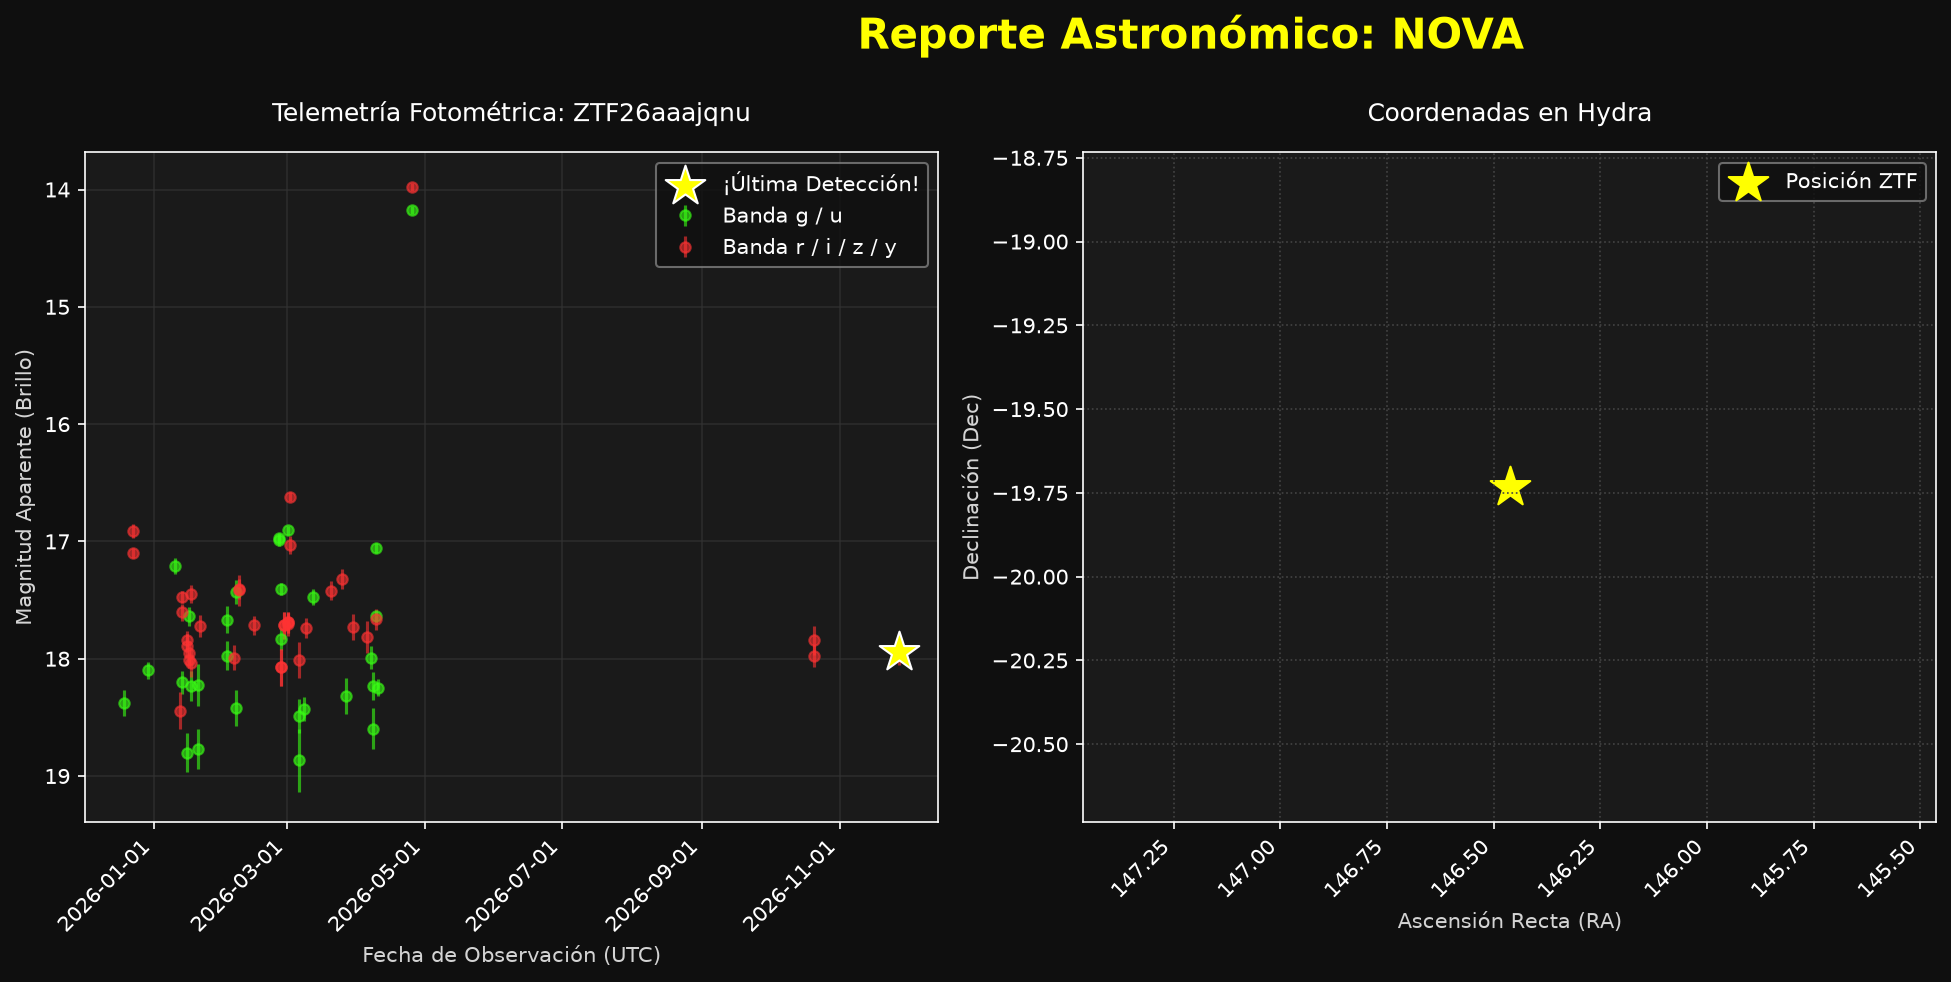 Reporte Astronómico: NOVA
Telemetría Fotométrica: ZTF26aaajqnu
Magnitud Aparente (Brillo)
14
15
16
17
18
19
¡Última Detección!
Banda g / u
Banda r / i / z / y
2026-01-01
2026-03-01
2026-05-01
2026-07-01
2026-09-01
2026-11-01
Fecha de Observación (UTC)
Coordenadas en Hydra
Declinación (Dec)
−18.75
−19.00
−19.25
−19.50
−19.75
−20.00
−20.25
−20.50
Posición ZTF
147.25
147.00
146.75
146.50
146.25
146.00
145.75
145.50
Ascensión Recta (RA)